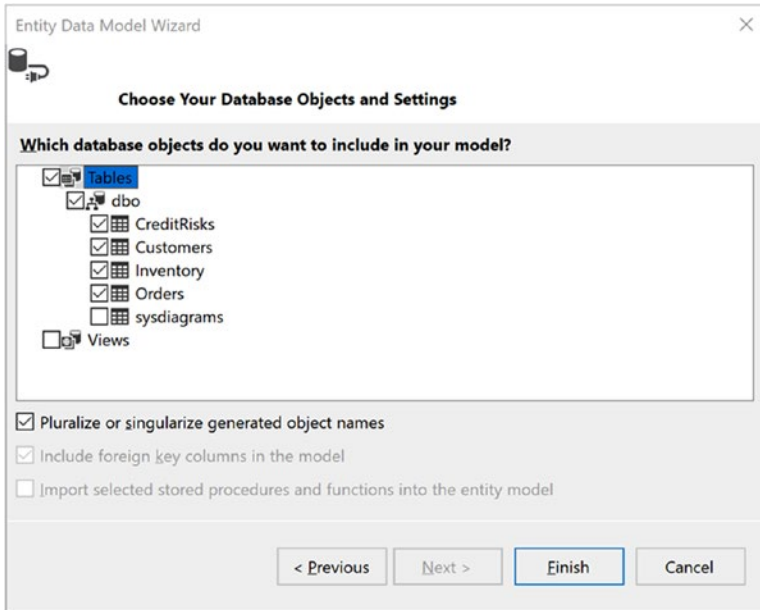 Entity Data Model Wizard
Choose Your Database Objects and Settings
Which database objects do you want to include in your model?
Tables
dbo
CreditRisks
Customers
Inventory
Orders
sysdiagrams
Views
Pluralize or singularize generated object names
Include foreign key columns in the model
Import selected stored procedures and functions into the entity model
< Previous Next > Finish Cancel